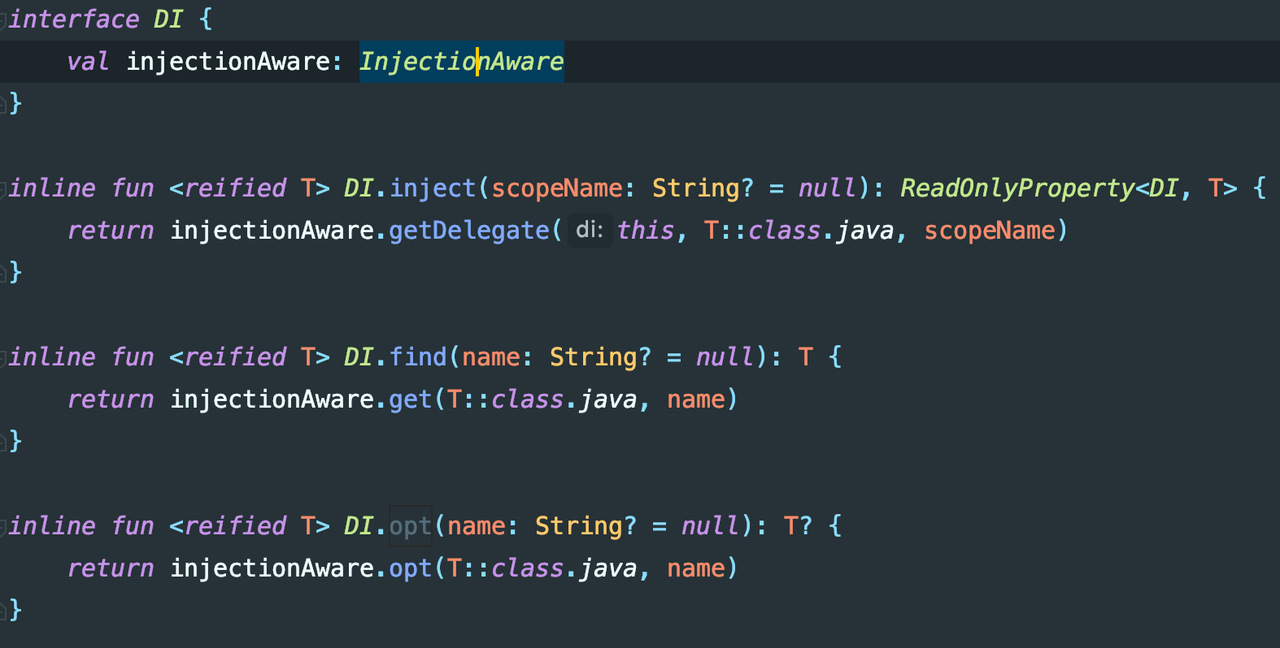 interface DI {
    val injectionAware: InjectionAware
}
inline fun <reified T> DI.inject(scopeName: String? = null): ReadOnlyProperty<DI, T> {
    return injectionAware.getDelegate( di: this, T::class.java, scopeName)
}
inline fun <reified T> DI.find(name: String? = null): T {
    return injectionAware.get(T::class.java, name)
}
inline fun <reified T> DI.opt(name: String? = null): T? {
    return injectionAware.opt(T::class.java, name)
}